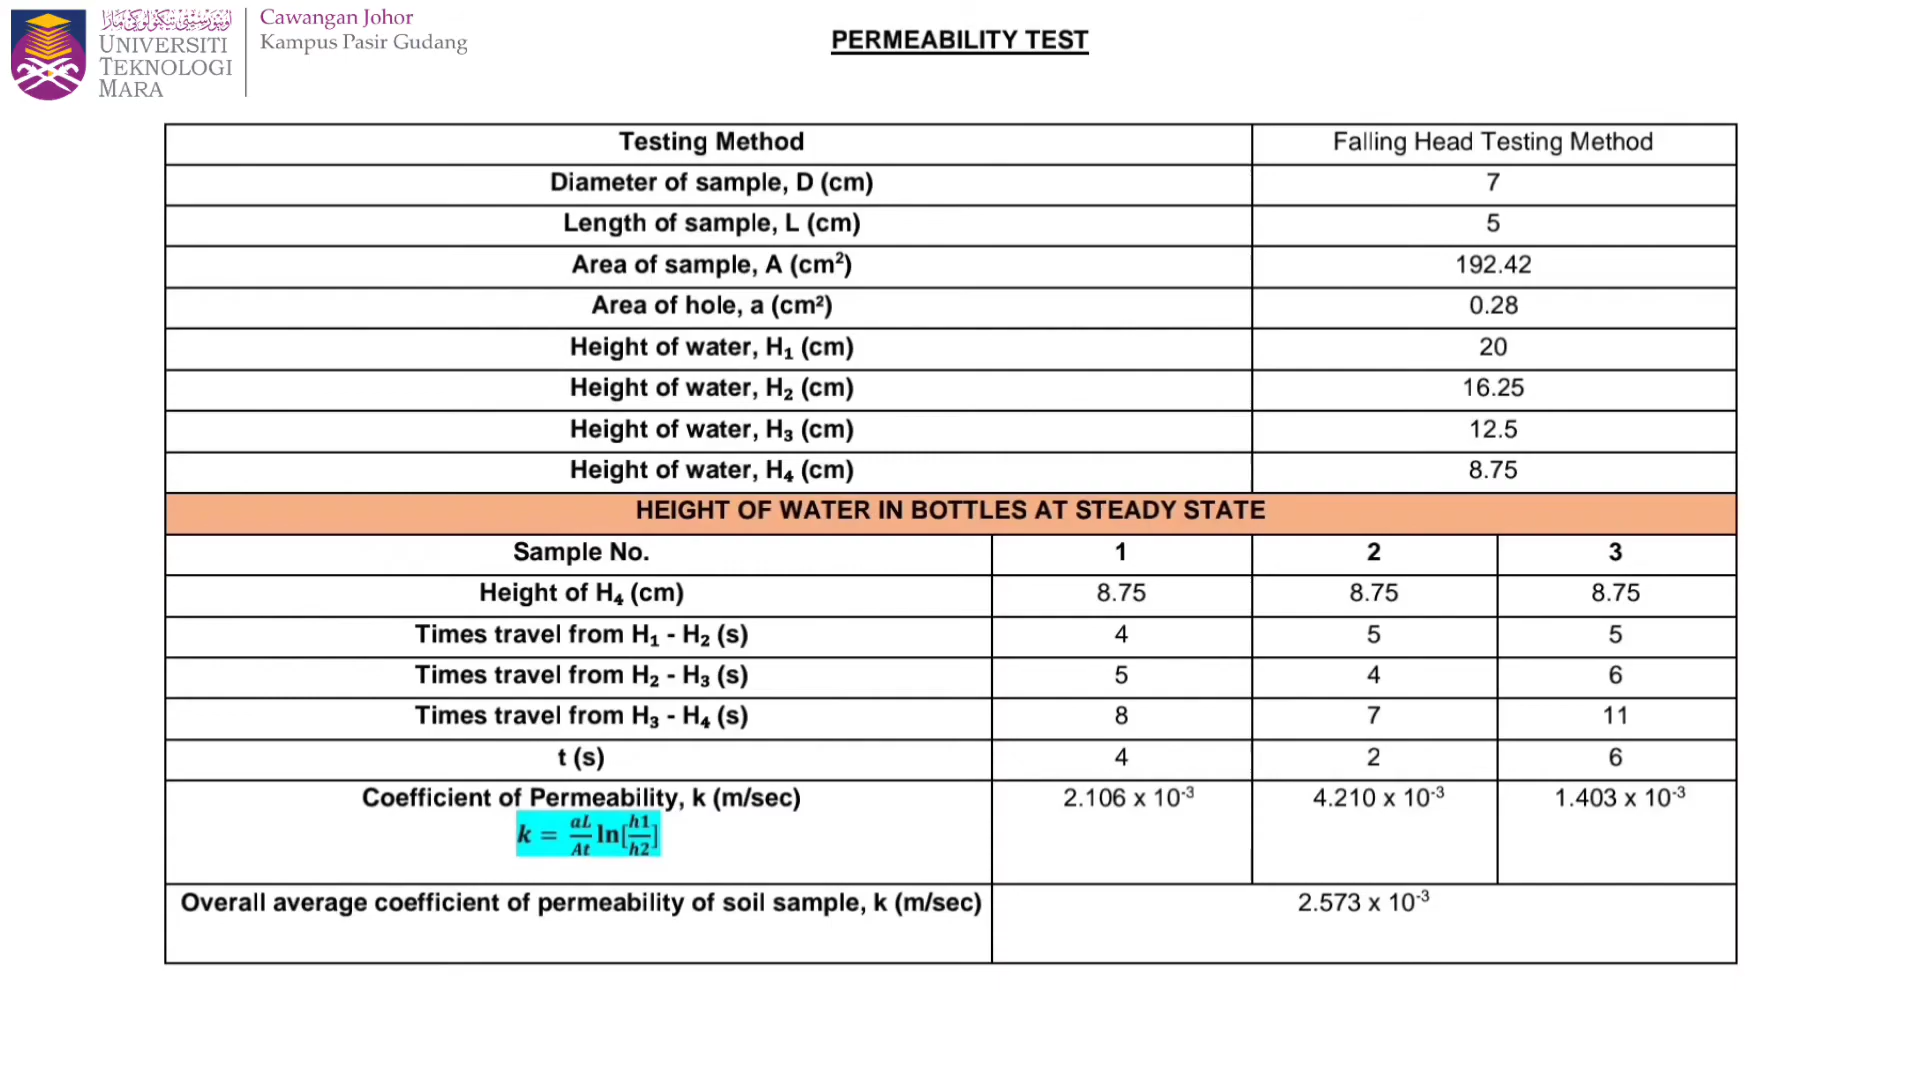 UNIVERSITI
TEKNOLOGI
MARA
Cawangan Johor
Kampus Pasir Gudang
PERMEABILITY TEST
Testing Method Falling Head Testing Method
Diameter of sample, D (cm) 7
Length of sample, L (cm) 5
Area of sample, A (cm²) 192.42
Area of hole, a (cm²) 0.28
Height of water, H₁ (cm) 20
Height of water, H₂ (cm) 16.25
Height of water, H₃ (cm) 12.5
Height of water, H₄ (cm) 8.75
HEIGHT OF WATER IN BOTTLES AT STEADY STATE
Sample No. 1 2 3
Height of H₄ (cm) 8.75 8.75 8.75
Times travel from H₁ - H₂ (s) 4 5 5
Times travel from H₂ - H₃ (s) 5 4 6
Times travel from H₃ - H₄ (s) 8 7 11
t (s) 4 2 6
Coefficient of Permeability, k (m/sec) 2.106 x 10⁻³ 4.210 x 10⁻³ 1.403 x 10⁻³
k = aL/At ln[h1/h2]
Overall average coefficient of permeability of soil sample, k (m/sec) 2.573 x 10⁻³